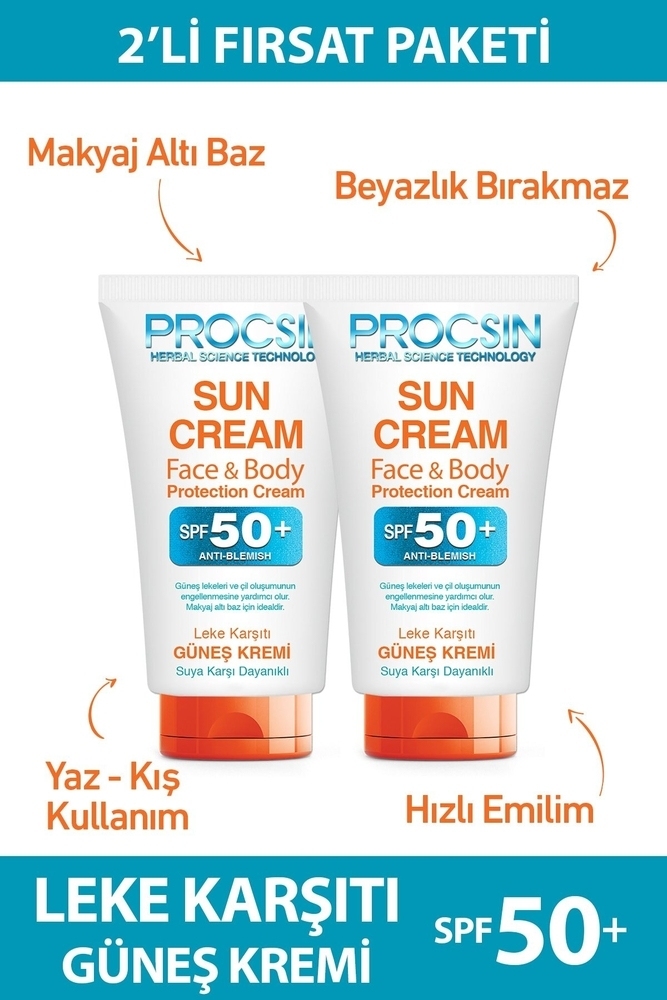 2'Lİ FIRSAT PAKETİ
Makyaj Altı Baz
Beyazlık Bırakmaz
PROCSIN
HERBAL SCIENCE TECHNOLO
SUN
CREAM
Face & Body
Protection Cream
SPF 50+
ANTI-BLEMISH
Güneş lekeleri ve çil oluşumunun
engellenmesine yardımcı olur.
Makyaj altı baz için idealdir.
Leke Karşıtı
GÜNEŞ KREMİ
Suya Karşı Dayanıklı
PROCSIN
HERBAL SCIENCE TECHNOLOGY
SUN
CREAM
Face & Body
Protection Cream
SPF 50+
ANTI-BLEMISH
Güneş lekeleri ve çil oluşumunun
engellenmesine yardımcı olur.
Makyaj altı baz için idealdir.
Leke Karşıtı
GÜNEŞ KREMİ
Suya Karşı Dayanıklı
Yaz - Kış
Kullanım
Hızlı Emilim
LEKE KARŞITI
GÜNEŞ KREMİ
SPF 50+